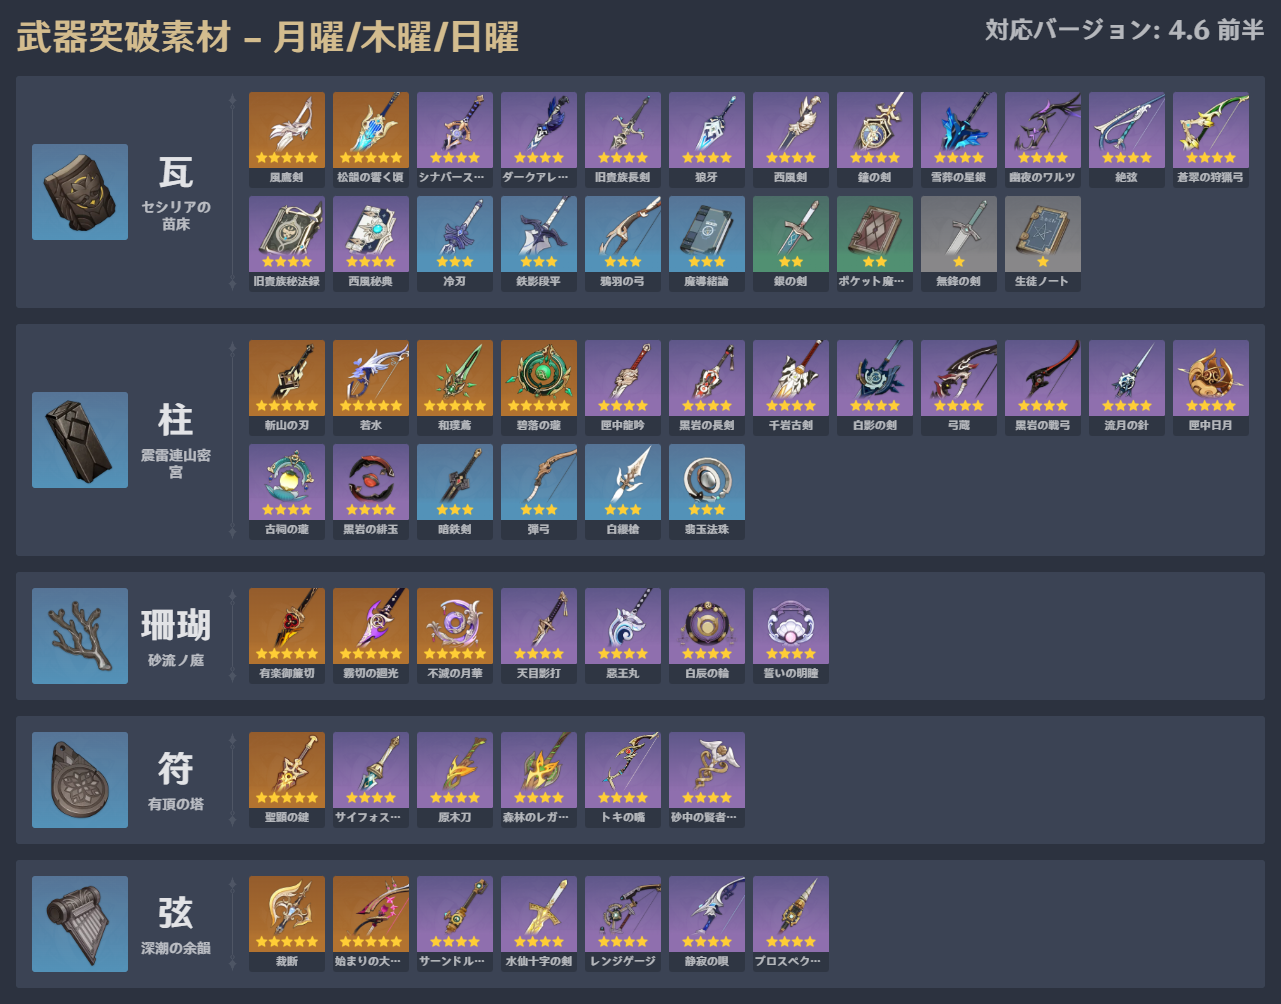 武器突破素材 – 月曜/木曜/日曜
対応バージョン: 4.6 前半
瓦
セシリアの
苗床
風鷹剣
松韻の響く頃
シナバース…
ダークアレ…
旧貴族長剣
狼牙
西風剣
鐘の剣
雪葬の星銀
幽夜のワルツ
絶弦
蒼翠の狩猟弓
旧貴族秘法録
西風秘典
冷刃
鉄影段平
鴉羽の弓
魔導緒論
銀の剣
ポケット魔…
無鋒の剣
生徒ノート
柱
震雷連山密
宮
斬山の刃
若水
和璞鳶
碧落の瓏
匣中龍吟
黒岩の長剣
千岩古剣
白影の剣
弓蔵
黒岩の戦弓
流月の針
匣中日月
古祠の瓏
黒岩の緋玉
暗鉄剣
弾弓
白纓槍
翡玉法珠
珊瑚
砂流ノ庭
有楽御簾切
霧切の廻光
不滅の月華
天目影打
惡王丸
白辰の輪
誓いの明瞳
符
有頂の塔
聖顕の鍵
サイフォス…
原木刀
森林のレガ…
トキの嘴
砂中の賢者…
弦
深潮の余韻
裁断
始まりの大…
サーンドル…
水仙十字の剣
レンジゲージ
静寂の唄
プロスペク…